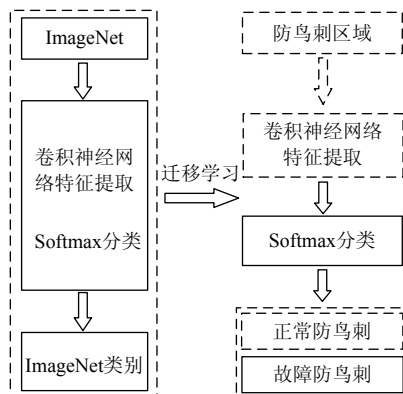 ImageNet
卷积神经网
络特征提取
Softmax分类
ImageNet类别
迁移学习
防鸟刺区域
卷积神经网络
特征提取
Softmax分类
正常防鸟刺
故障防鸟刺